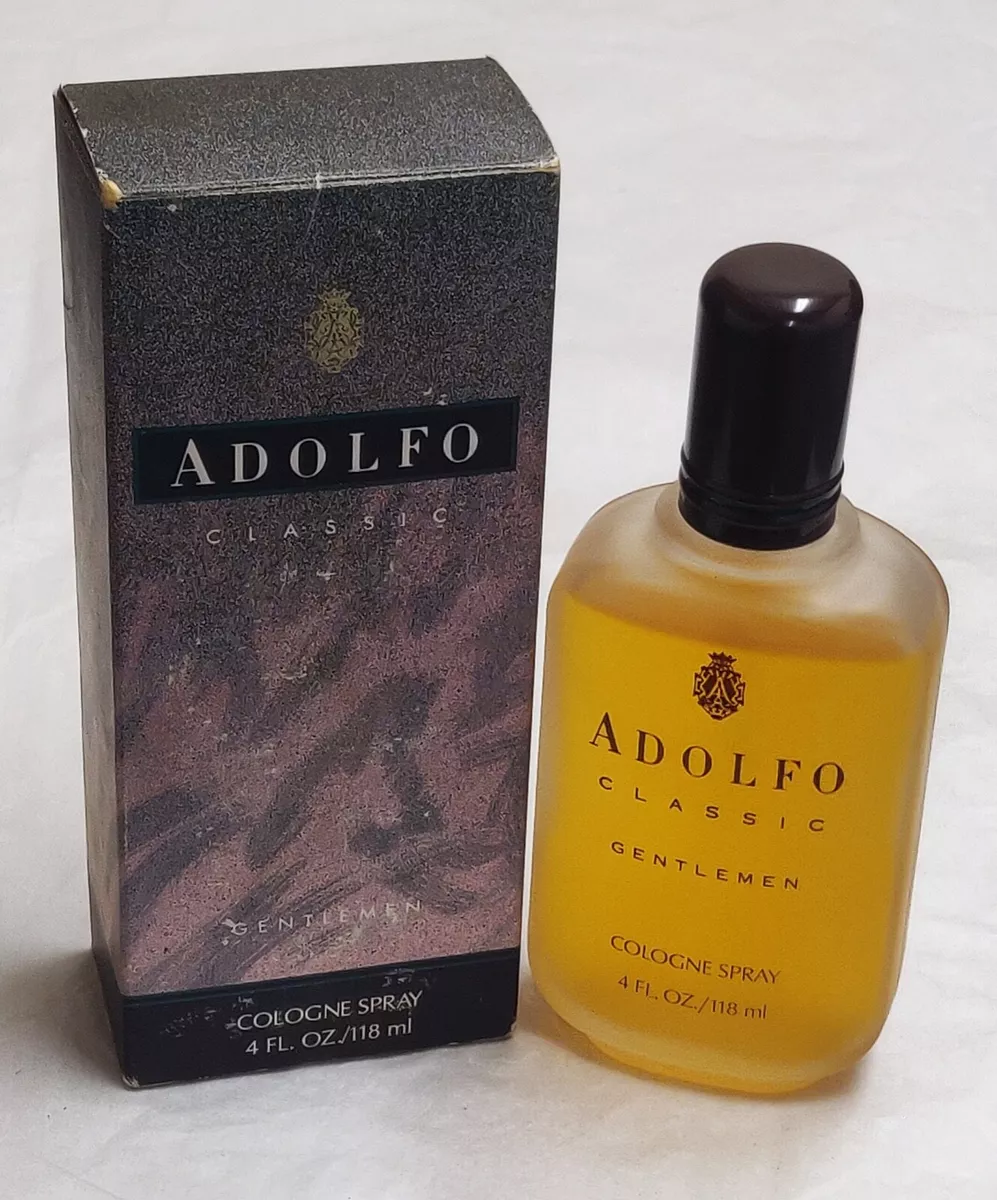 ADOLFO
CLASSIC
GENTLEMEN
COLOGNE SPRAY
4 FL. OZ./118 ml
ADOLFO
CLASSIC
GENTLEMEN
COLOGNE SPRAY
4 FL. OZ./118 ml